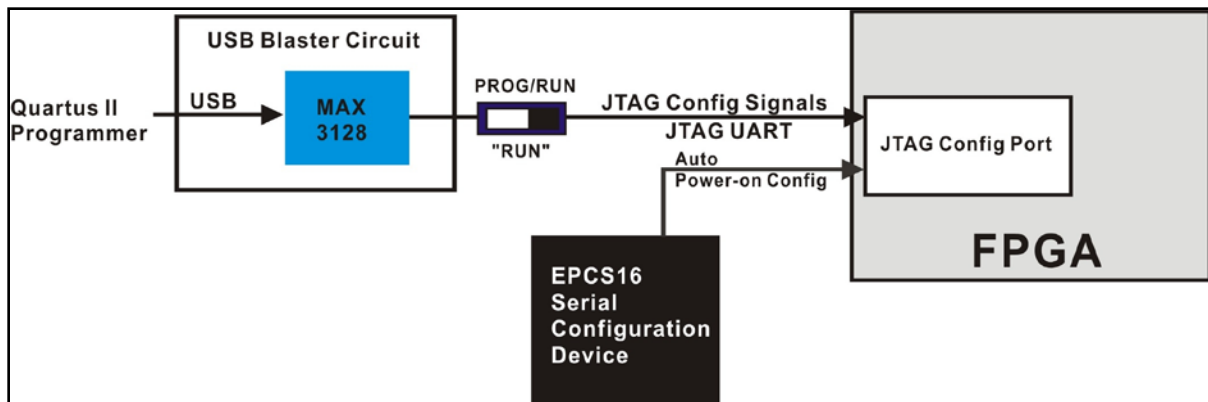 USB Blaster Circuit
Quartus II
Programmer
USB
MAX
3128
PROG/RUN
"RUN"
JTAG Config Signals
JTAG UART
Auto
Power-on Config
JTAG Config Port
FPGA
EPCS16
Serial
Configuration
Device